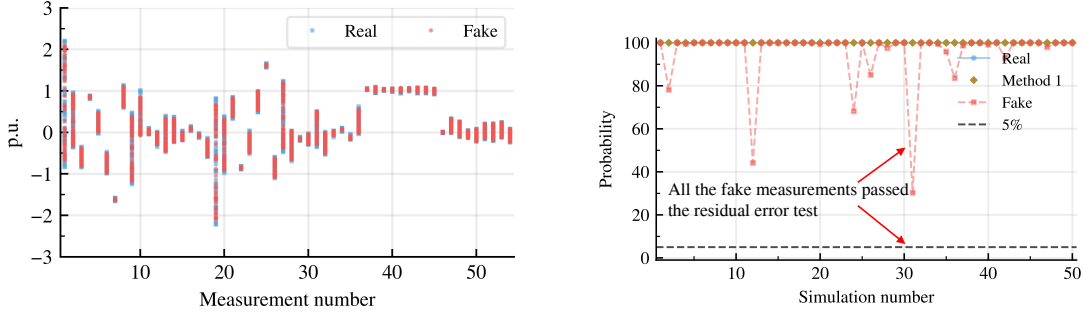 3
2
1
0
−1
−2
−3
p.u.
Real
Fake
10
20
30
40
50
Measurement number
100
80
60
40
20
0
Probability
Real
Method 1
Fake
5%
All the fake measurements passed
the residual error test
10
20
30
40
50
Simulation number